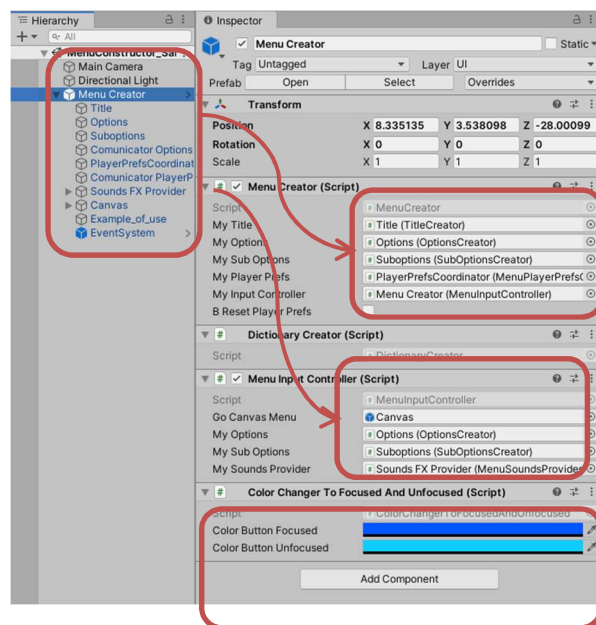 Hierarchy
All
MenuConstructor_Sa
Main Camera
Directional Light
Menu Creator
Title
Options
Suboptions
Comunicator Options
PlayerPrefsCoordinat
Comunicator PlayerP
Sounds FX Provider
Canvas
Example_of_use
EventSystem
Inspector
Menu Creator Static
Tag Untagged Layer UI
Prefab Open Select Overrides
Transform
Position X 8.335135 Y 3.538098 Z -28.00099
Rotation X 0 Y 0 Z 0
Scale X 1 Y 1 Z 1
Menu Creator (Script)
Script MenuCreator
My Title Title (TitleCreator)
My Options Options (OptionsCreator)
My Sub Options Suboptions (SubOptionsCreator)
My Player Prefs PlayerPrefsCoordinator (MenuPlayerPrefsC
My Input Controller Menu Creator (MenuInputController)
B Reset Player Prefs
Dictionary Creator (Script)
Script DictionaryCreator
Menu Input Controller (Script)
Script MenuInputController
Go Canvas Menu Canvas
My Options Options (OptionsCreator)
My Sub Options Suboptions (SubOptionsCreator)
My Sounds Provider Sounds FX Provider (MenuSoundsProvider
Color Changer To Focused And Unfocused (Script)
Script ColorChangerToFocusedAndUnfocused
Color Button Focused
Color Button Unfocused
Add Component